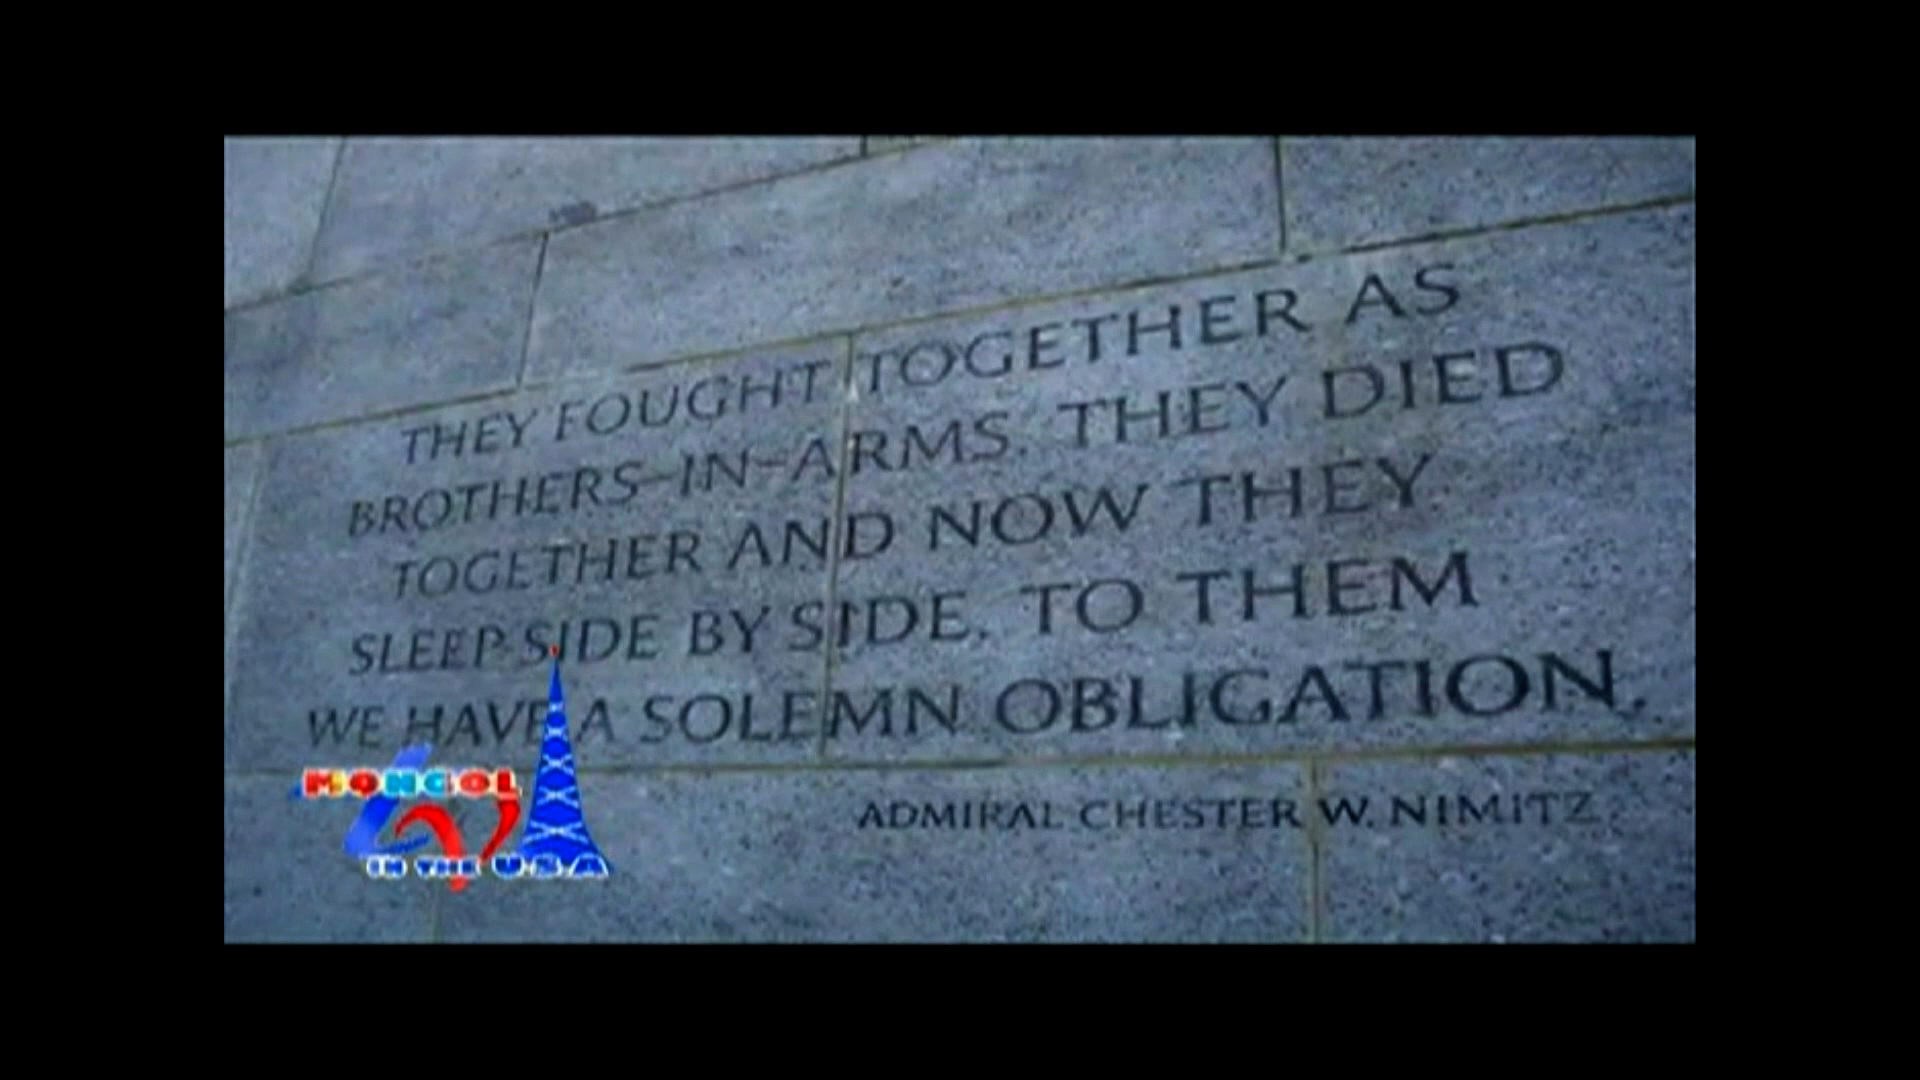 THEY FOUGHT TOGETHER AS
BROTHERS-IN-ARMS. THEY DIED
TOGETHER AND NOW THEY
SLEEP SIDE BY SIDE. TO THEM
WE HAVE A SOLEMN OBLIGATION.
ADMIRAL CHESTER W. NIMITZ
MONGOL
IN THE USA